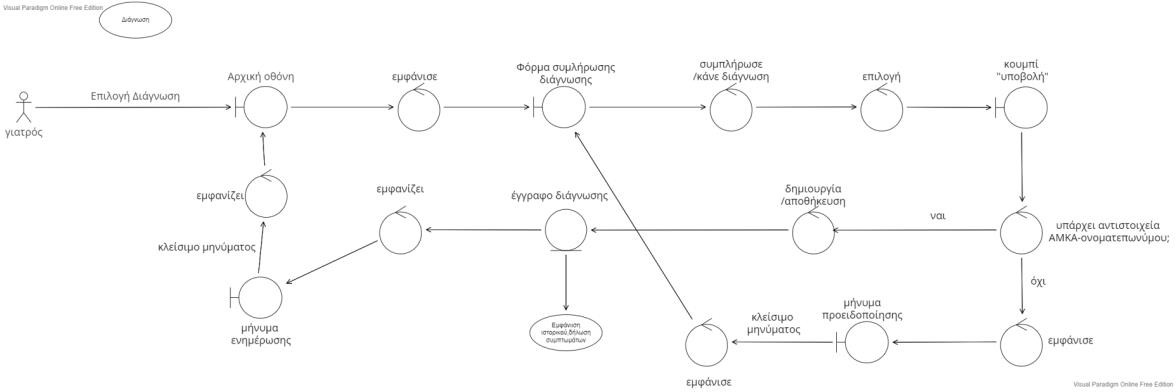 Visual Paradigm Online Free Edition
Διάγνωση
Αρχική οθόνη
εμφάνισε
Φόρμα συμλήρωσης
διάγνωσης
συμπλήρωσε
/κάνε διάγνωση
επιλογή
κουμπί
"υποβολή"
Επιλογή Διάγνωση
γιατρός
εμφανίζει
εμφανίζει
έγγραφο διάγνωσης
δημιουργία
/αποθήκευση
ναι
υπάρχει αντιστοιχεία
ΑΜΚΑ-ονοματεπωνύμου;
κλείσιμο μηνύματος
όχι
μήνυμα
ενημέρωσης
Εμφάνιση
ιστορικού,δήλωση
συμπτωμάτων
κλείσιμο
μηνύματος
μήνυμα
προειδοποίησης
εμφάνισε
εμφάνισε
Visual Paradigm Online Free Edition